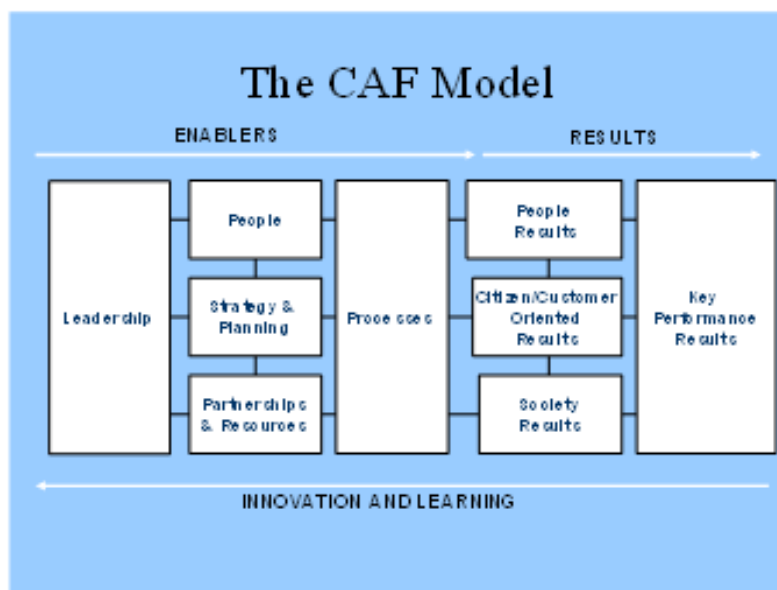 The CAF Model
ENABLERS
RESULTS
Leadership
People
Strategy &
Planning
Partnerships
& Resources
Processes
People
Results
Citizen/Customer
Oriented
Results
Society
Results
Key
Performance
Results
INNOVATION AND LEARNING